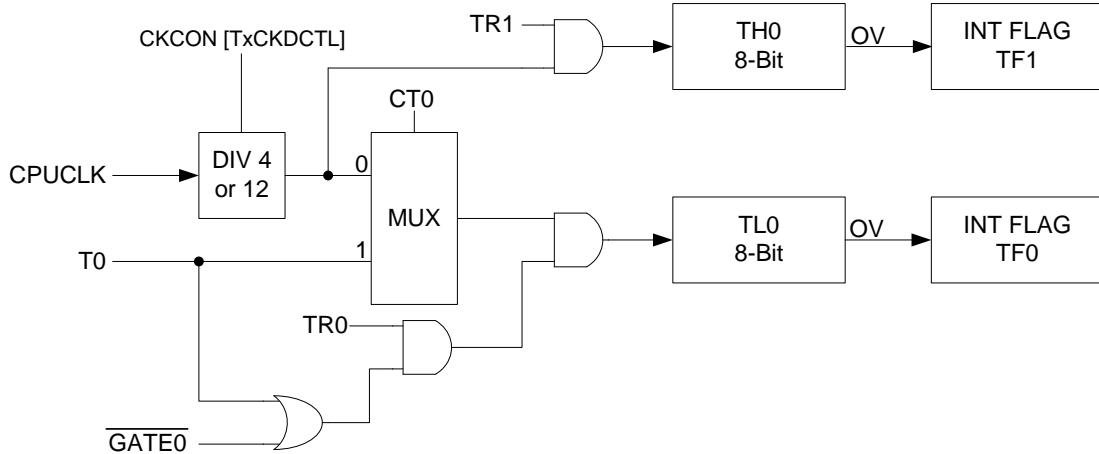 TR1
TH0
8-Bit
OV
INT FLAG
TF1
CKCON [TxCKDCTL]
CT0
CPUCLK
DIV 4
or 12
0
MUX
1
T0
TL0
8-Bit
OV
INT FLAG
TF0
TR0
GATE0